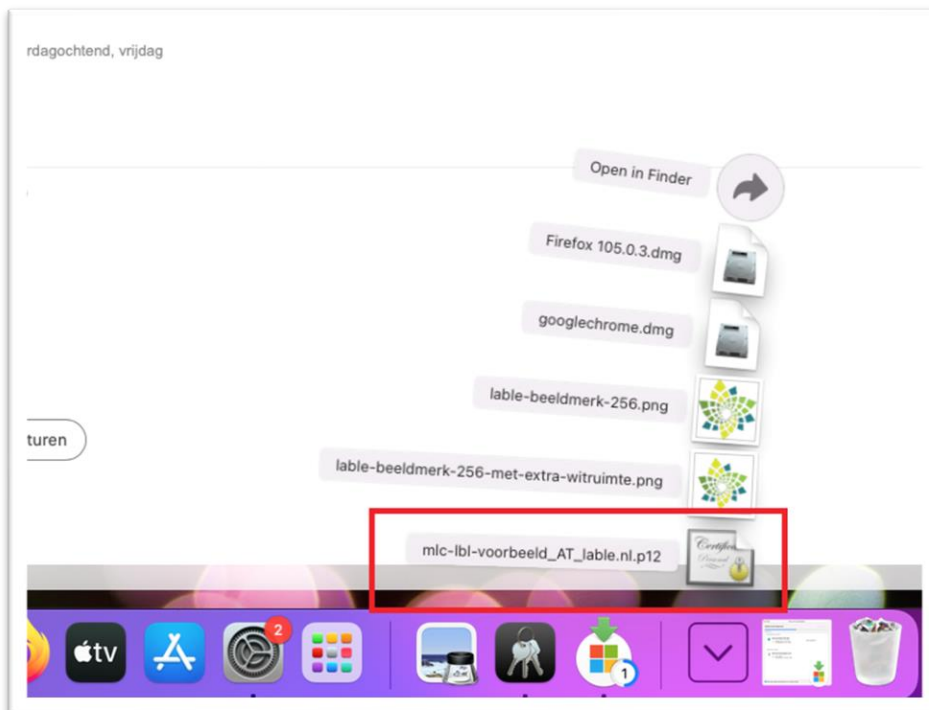 rdagochtend, vrijdag
Open in Finder
Firefox 105.0.3.dmg
googlechrome.dmg
lable-beeldmerk-256.png
turen
lable-beeldmerk-256-met-extra-witruimte.png
mlc-lbl-voorbeeld_AT_lable.nl.p12
tv
2
1